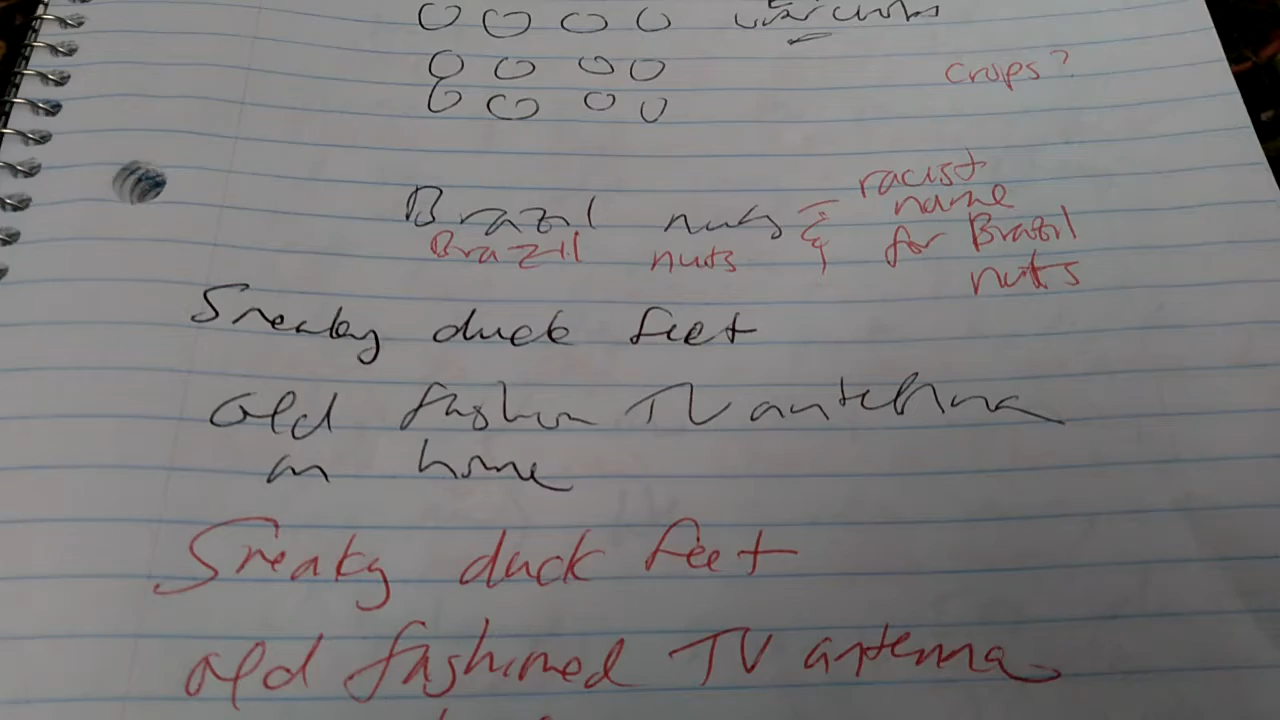 crops?
Brazil nuts
racist
name
for Brazil
nuts
Brazil nuts
Sneaky duck feet
old fashion TV antenna
on home
Sneaky duck feet
old fashioned TV antenna